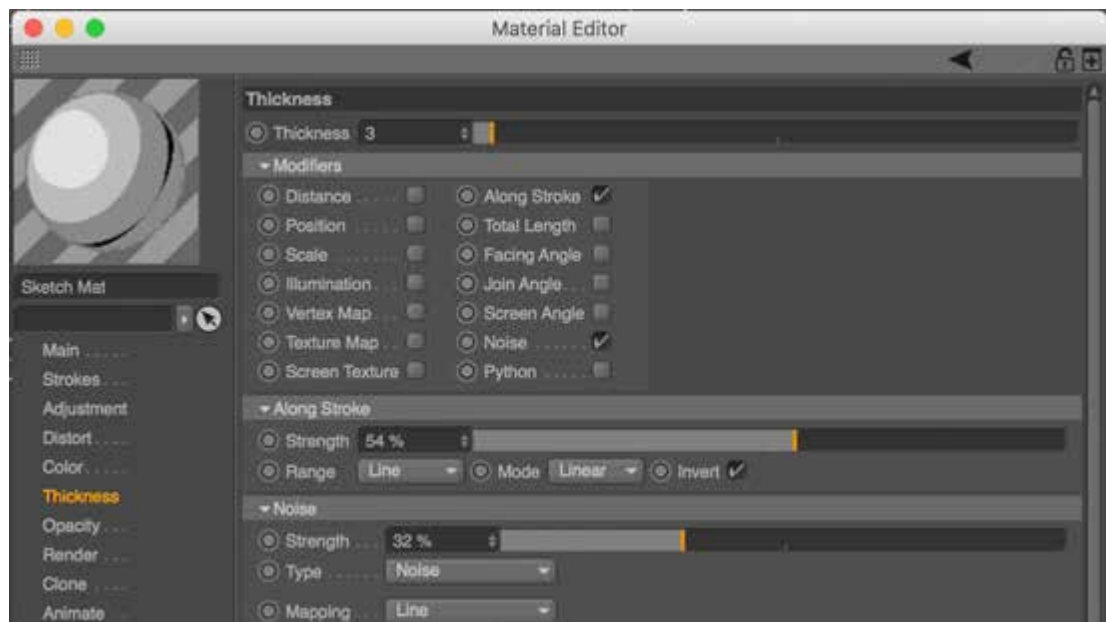 Material Editor
Thickness
Thickness 3
Modifiers
Distance Along Stroke
Position Total Length
Scale Facing Angle
Illumination Join Angle
Vertex Map Screen Angle
Texture Map Noise
Screen Texture Python
Along Stroke
Strength 54 %
Range Line Mode Linear Invert
Noise
Strength 32 %
Type Noise
Mapping Line
Sketch Mat
Main
Strokes
Adjustment
Distort
Color
Thickness
Opacity
Render
Clone
Animate